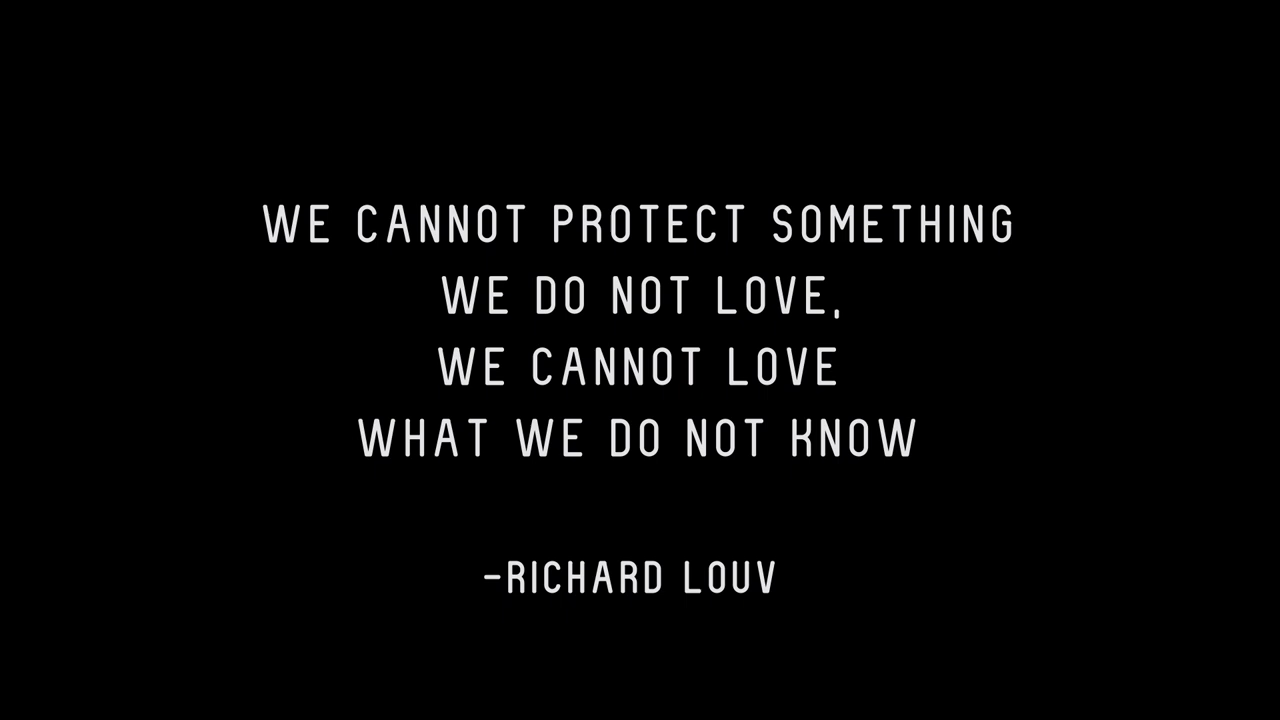 WE CANNOT PROTECT SOMETHING
WE DO NOT LOVE,
WE CANNOT LOVE
WHAT WE DO NOT KNOW
-RICHARD LOUV